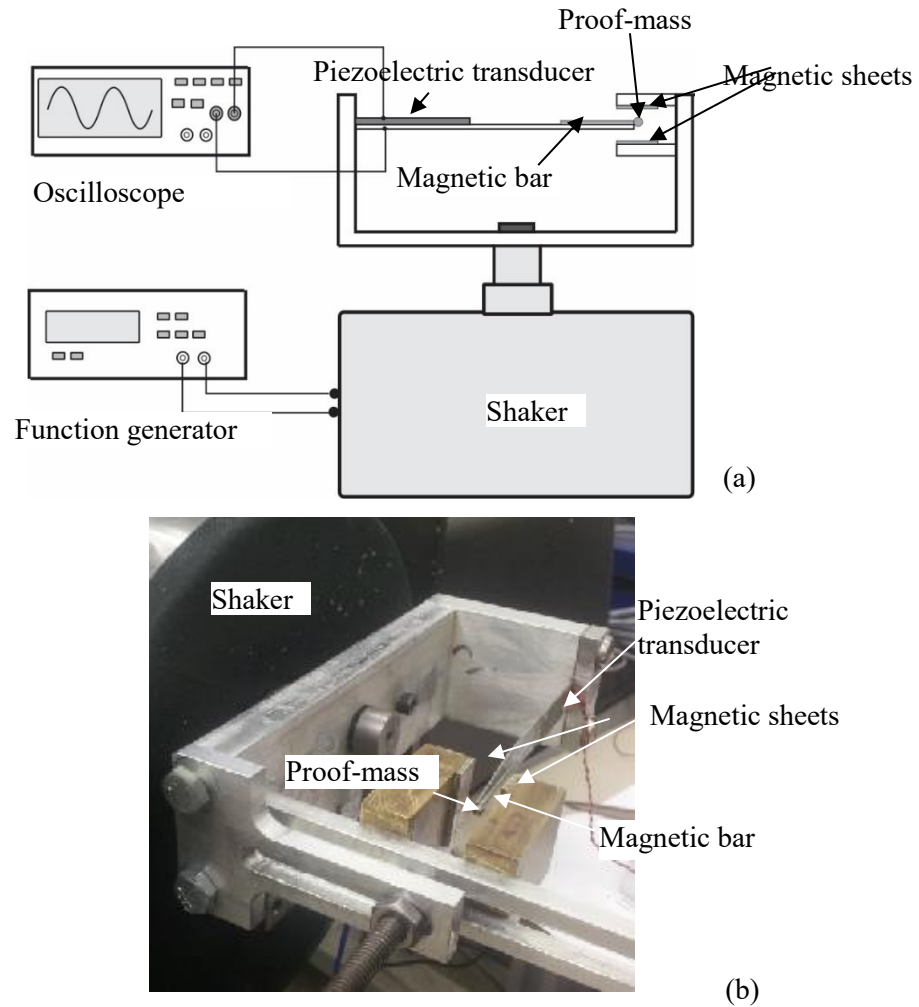 Proof-mass
Piezoelectric transducer
Magnetic sheets
Magnetic bar
Oscilloscope
Shaker
Function generator
(a)
Shaker
Piezoelectric
transducer
Magnetic sheets
Proof-mass
Magnetic bar
(b)